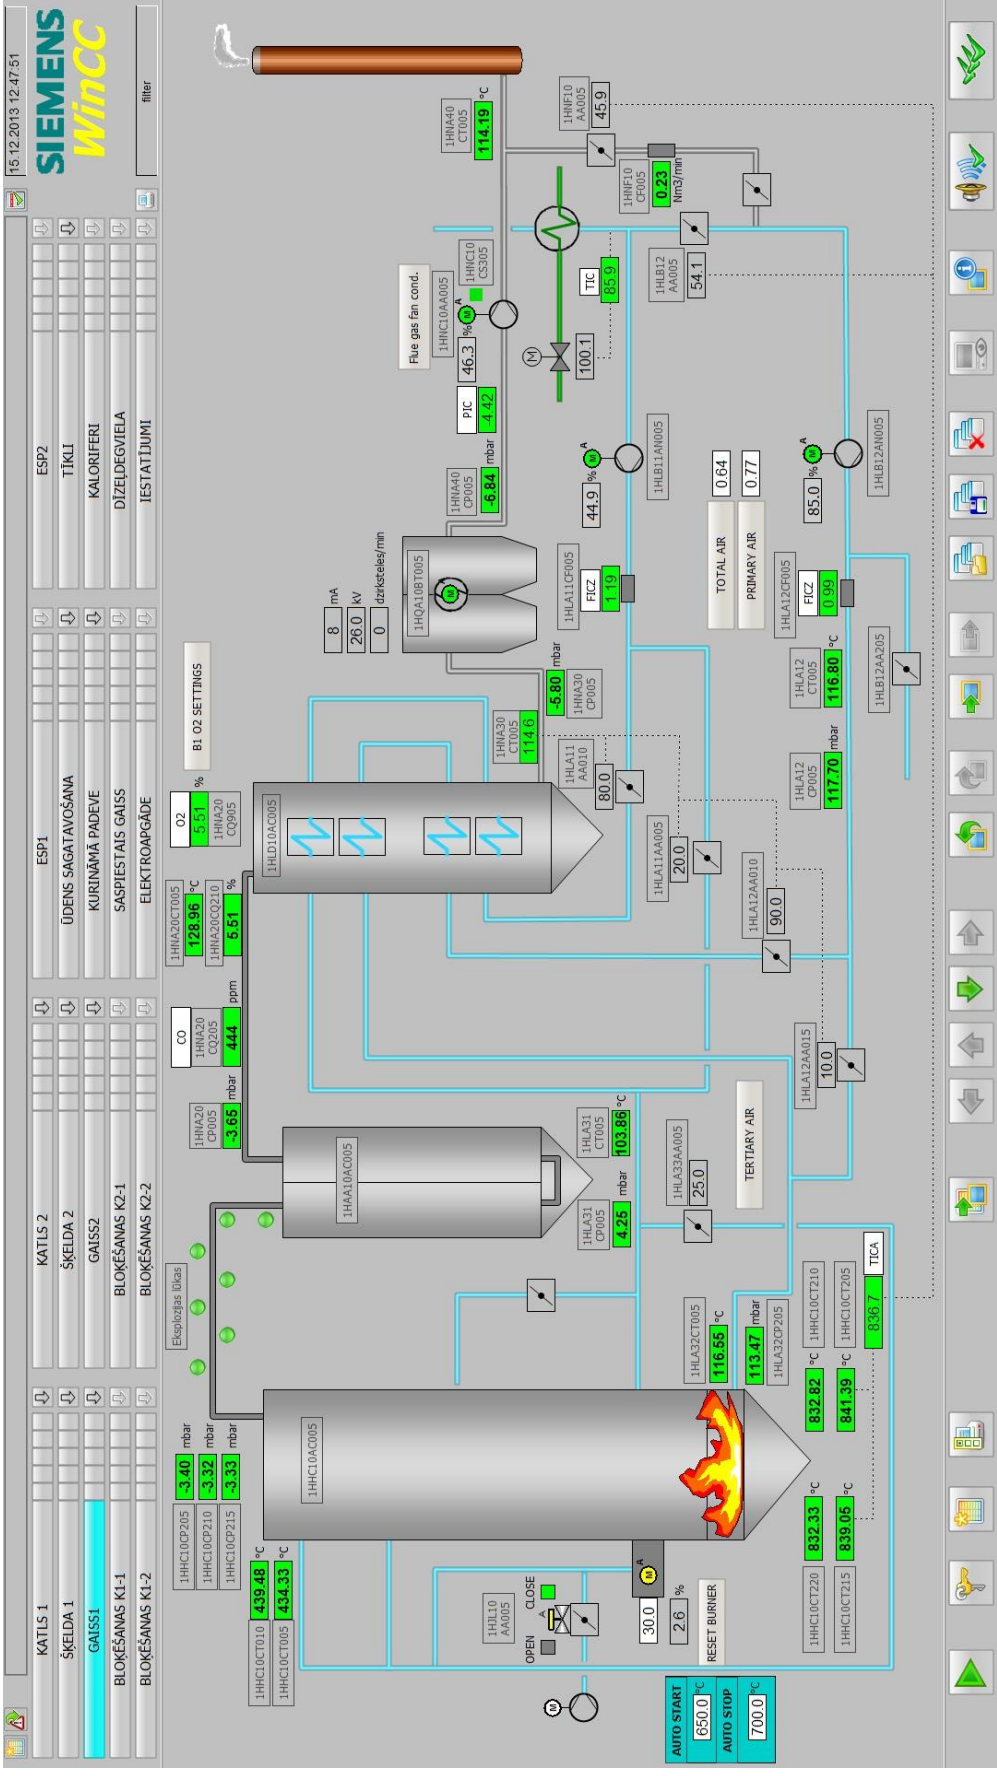 15.12.2013 12:47:51
SIEMENS
WinCC
filter
KATLS 1
KATLS 2
ESP1
ESP2
ŠĶELDA 1
ŠĶELDA 2
ŪDENS SAGATAVOŠANA
TĪKLI
GAISS1
GAISS2
KURINĀMĀ PADEVE
KALORIFERI
BLOĶĒŠANAS K1-1
BLOĶĒŠANAS K2-1
SASPIESTAIS GAISS
DĪZEĻDEGVIELA
BLOĶĒŠANAS K1-2
BLOĶĒŠANAS K2-2
ELEKTROAPGĀDE
IESTATĪJUMI
1HHC10CP205 -3.40 mbar
1HHC10CP210 -3.32 mbar
1HHC10CP215 -3.33 mbar
1HHC10CT010 439.48 °C
1HHC10CT005 434.33 °C
1HHC10AC005
Eksplozijas lūkas
1HNA20
CP005
-3.65 mbar
CO
1HNA20
CQ205
444 ppm
1HNA20CT005
128.96 °C
1HNA20CQ210
5.51 %
O2
5.51 %
1HNA20
CQ905
B1 O2 SETTINGS
1HAA10AC005
1HLD10AC005
8 mA
26.0 kV
0 dzirksteles/min
1HQA10BT005
1HNA40
CP005
-6.84 mbar
PIC
-4.42
46.3 %
Flue gas fan cond.
1HNC10AA005
M
A
1HNC10
CS305
1HNA40
CT005
114.19 °C
1HNF10
AA005
45.9
1HNF10
CF005
0.23
Nm3/min
1HNA30
CT005
114.6
-5.80 mbar
1HNA30
CP005
TIC
85.9
M
100.1
1HLB12
AA005
54.1
1HLA11
AA010
80.0
1HLA11CF005
FICZ
1.19
44.9 %
M
A
1HLB11AN005
1HLA11AA005
20.0
TOTAL AIR 0.64
PRIMARY AIR 0.77
1HLA12AA010
90.0
1HLA12CF005
FICZ
0.99
85.0 %
M
A
1HLB12AN005
1HLA12
CP005
117.70 mbar
1HLA12
CT005
116.80 °C
1HLB12AA205
1HLA12AA015
10.0
1HLA31
CP005
4.25 mbar
1HLA31
CT005
103.86 °C
1HLA33AA005
25.0
TERTIARY AIR
1HLA32CT005
116.55 °C
113.47 mbar
1HLA32CP205
OPEN
1HJL10
AA005
A
CLOSE
M
M
A
30.0
2.6 %
RESET BURNER
AUTO START
650.0 °C
AUTO STOP
700.0 °C
1HHC10CT220 832.33 °C
832.82 °C 1HHC10CT210
1HHC10CT215 839.05 °C
841.39 °C 1HHC10CT205
836.7
TICA